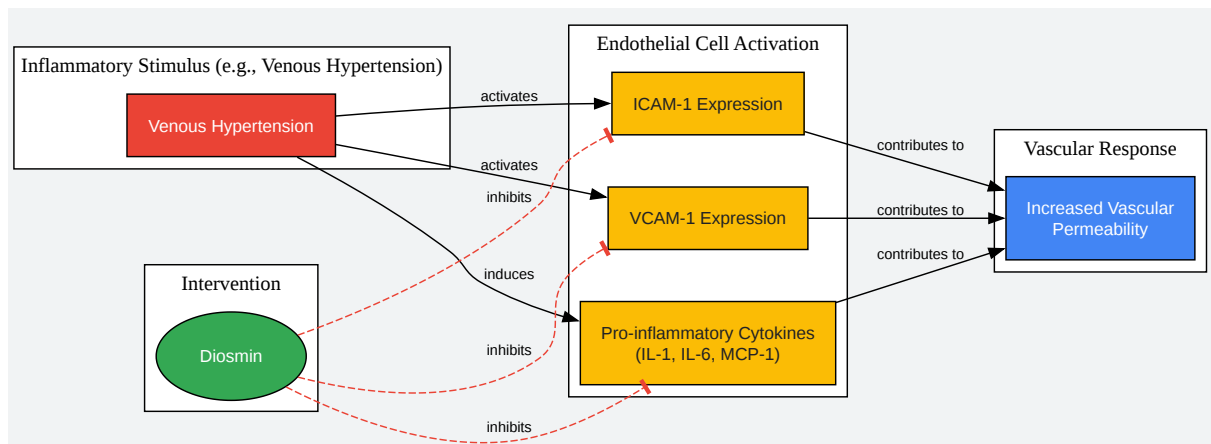 Inflammatory Stimulus (e.g., Venous Hypertension)
Venous Hypertension
Intervention
Diosmin
activates
activates
inhibits
induces
inhibits
inhibits
Endothelial Cell Activation
ICAM-1 Expression
VCAM-1 Expression
Pro-inflammatory Cytokines
(IL-1, IL-6, MCP-1)
contributes to
contributes to
contributes to
Vascular Response
Increased Vascular
Permeability